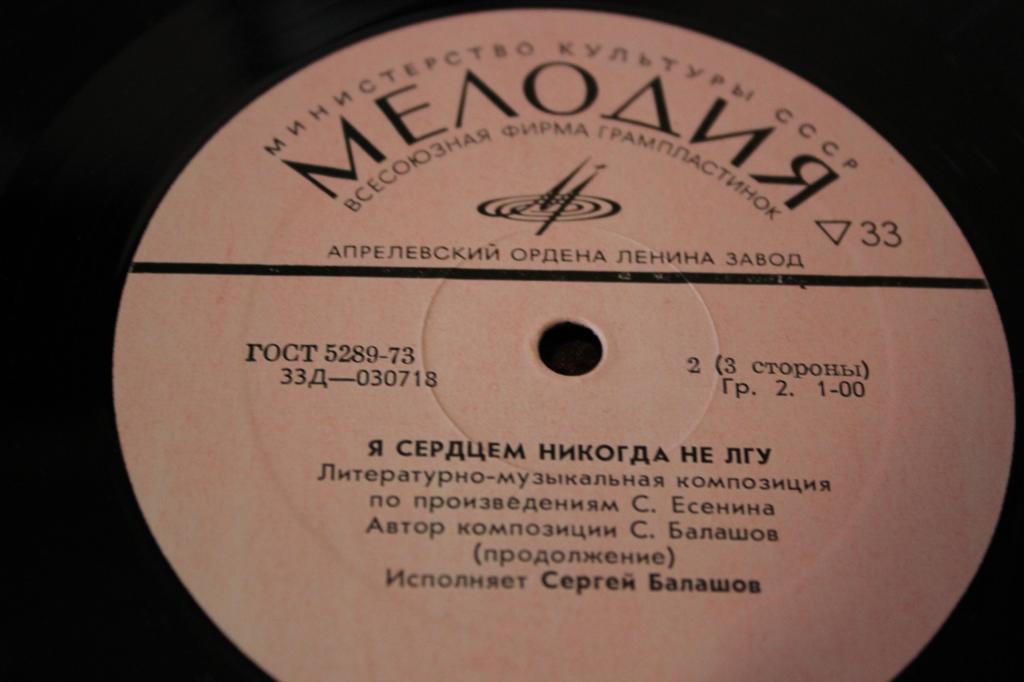 МИНИСТЕРСТВО КУЛЬТУРЫ СССР
МЕЛОДИЯ
ВСЕСОЮЗНАЯ ФИРМА ГРАМПЛАСТИНОК
▽33
АПРЕЛЕВСКИЙ ОРДЕНА ЛЕНИНА ЗАВОД
ГОСТ 5289-73
33Д—030718
2 (3 стороны)
Гр. 2. 1-00
Я СЕРДЦЕМ НИКОГДА НЕ ЛГУ
Литературно-музыкальная композиция
по произведениям С. Есенина
Автор композиции С. Балашов
(продолжение)
Исполняет Сергей Балашов